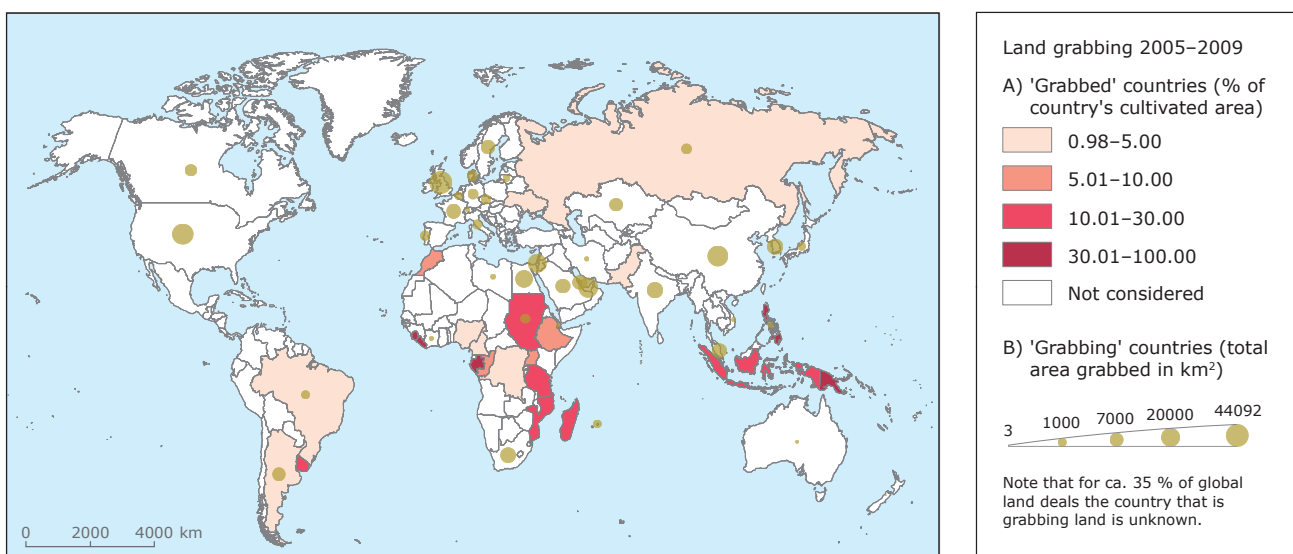 Land grabbing 2005–2009
A) 'Grabbed' countries (% of
country's cultivated area)
0.98–5.00
5.01–10.00
10.01–30.00
30.01–100.00
Not considered
B) 'Grabbing' countries (total
area grabbed in km²)
3 1000 7000 20000 44092
Note that for ca. 35 % of global
land deals the country that is
grabbing land is unknown.
0 2000 4000 km